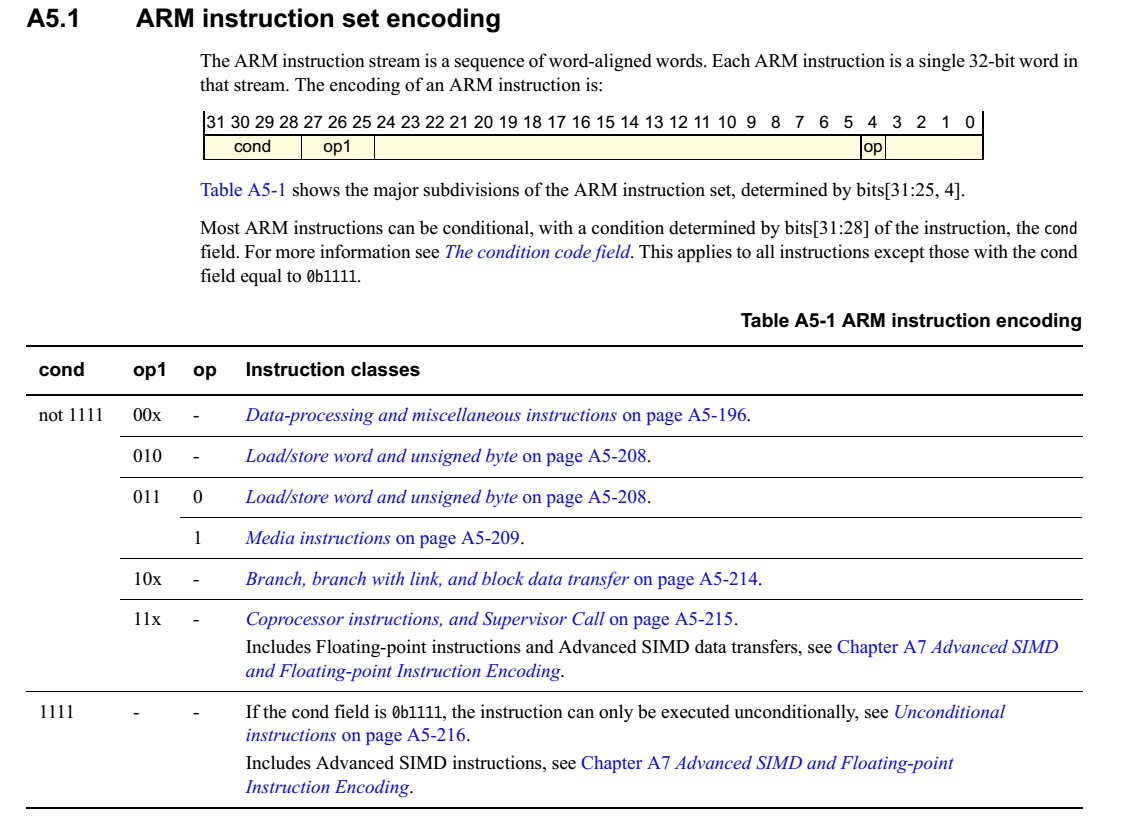 A5.1 ARM instruction set encoding
The ARM instruction stream is a sequence of word-aligned words. Each ARM instruction is a single 32-bit word in
that stream. The encoding of an ARM instruction is:
31 30 29 28 27 26 25 24 23 22 21 20 19 18 17 16 15 14 13 12 11 10 9 8 7 6 5 4 3 2 1 0
cond op1 op
Table A5-1 shows the major subdivisions of the ARM instruction set, determined by bits[31:25, 4].
Most ARM instructions can be conditional, with a condition determined by bits[31:28] of the instruction, the cond
field. For more information see The condition code field. This applies to all instructions except those with the cond
field equal to 0b1111.
Table A5-1 ARM instruction encoding
cond op1 op Instruction classes
not 1111 00x - Data-processing and miscellaneous instructions on page A5-196.
010 - Load/store word and unsigned byte on page A5-208.
011 0 Load/store word and unsigned byte on page A5-208.
1 Media instructions on page A5-209.
10x - Branch, branch with link, and block data transfer on page A5-214.
11x - Coprocessor instructions, and Supervisor Call on page A5-215.
Includes Floating-point instructions and Advanced SIMD data transfers, see Chapter A7 Advanced SIMD
and Floating-point Instruction Encoding.
1111 - - If the cond field is 0b1111, the instruction can only be executed unconditionally, see Unconditional
instructions on page A5-216.
Includes Advanced SIMD instructions, see Chapter A7 Advanced SIMD and Floating-point
Instruction Encoding.